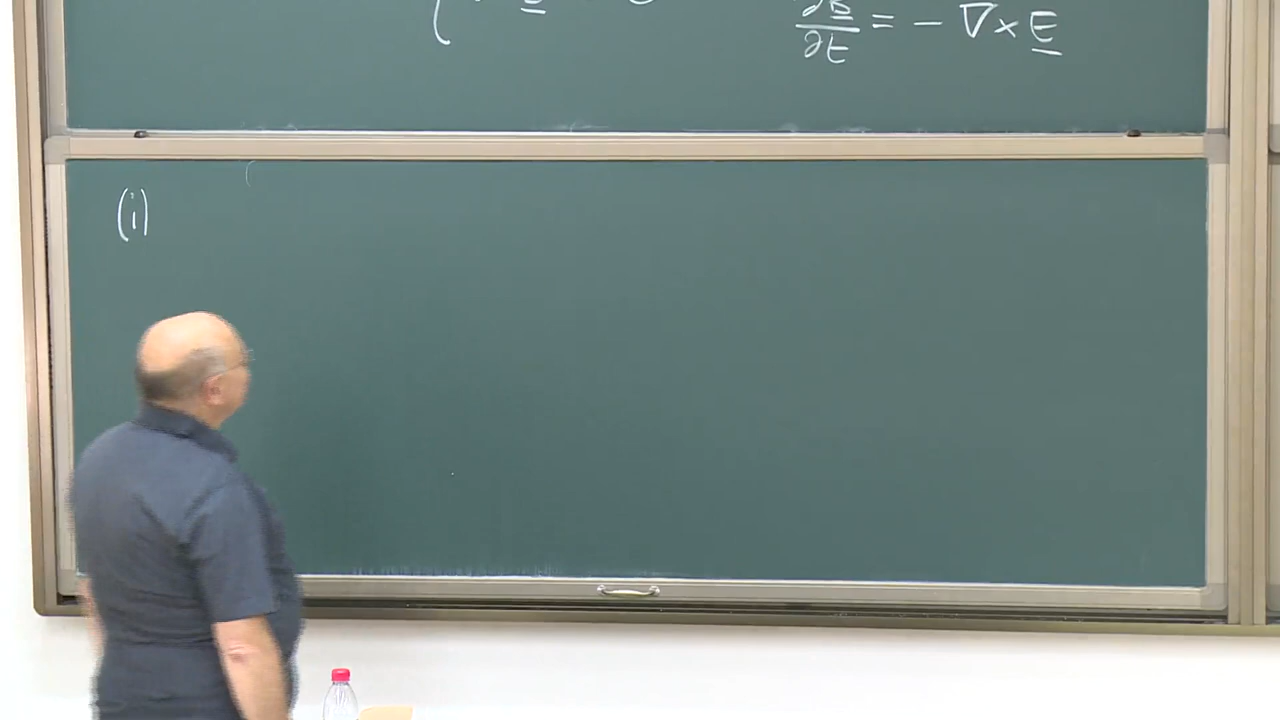 ∂B/∂t = − ∇ × E
(i)